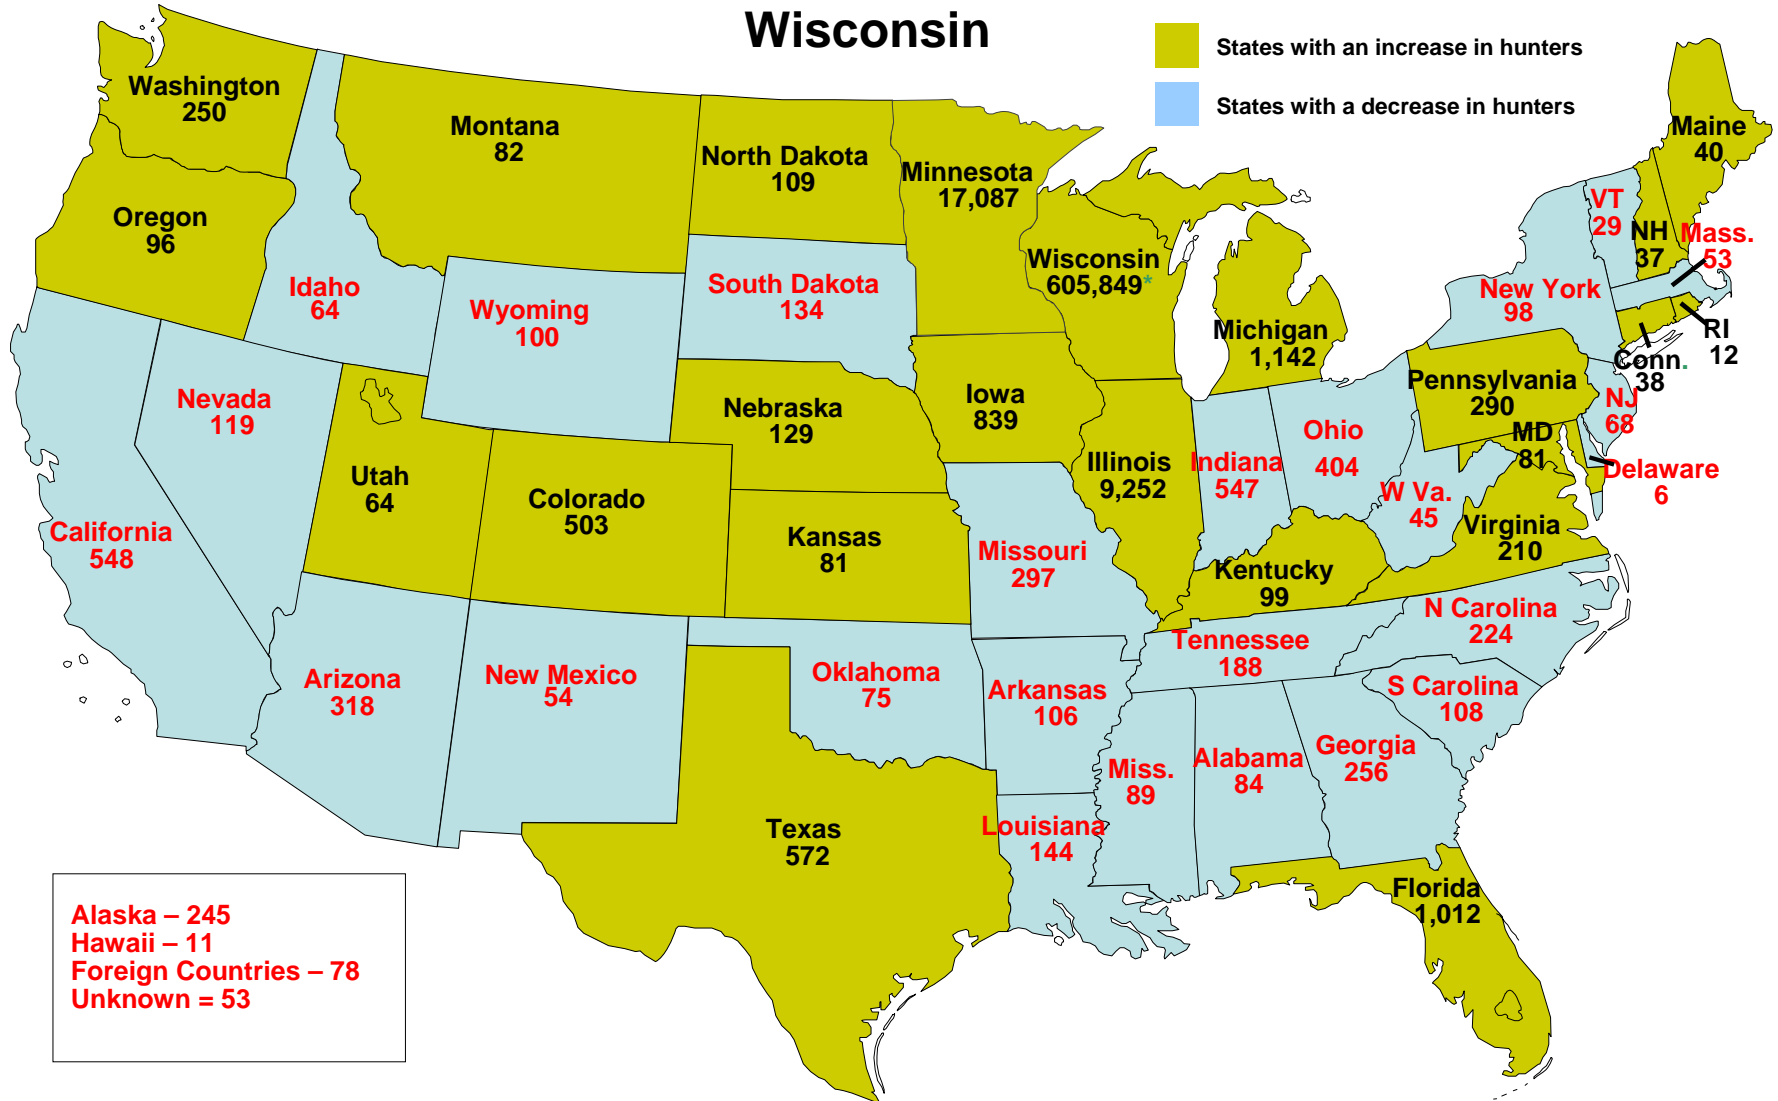 Wisconsin
States with an increase in hunters
States with a decrease in hunters
Washington
250
Montana
82
North Dakota
109
Minnesota
17,087
Maine
40
Oregon
96
Idaho
64
Wyoming
100
South Dakota
134
Wisconsin
605,849*
Michigan
1,142
VT
29
NH
37
Mass.
53
New York
98
RI
12
Conn.
38
Nevada
119
Utah
64
Colorado
503
Nebraska
129
Iowa
839
Illinois
9,252
Indiana
547
Ohio
404
Pennsylvania
290
NJ
68
MD
81
Delaware
6
W Va.
45
Virginia
210
California
548
Kansas
81
Missouri
297
Kentucky
99
N Carolina
224
Tennessee
188
Arizona
318
New Mexico
54
Oklahoma
75
Arkansas
106
S Carolina
108
Miss.
89
Alabama
84
Georgia
256
Texas
572
Louisiana
144
Florida
1,012
Alaska – 245
Hawaii – 11
Foreign Countries – 78
Unknown = 53